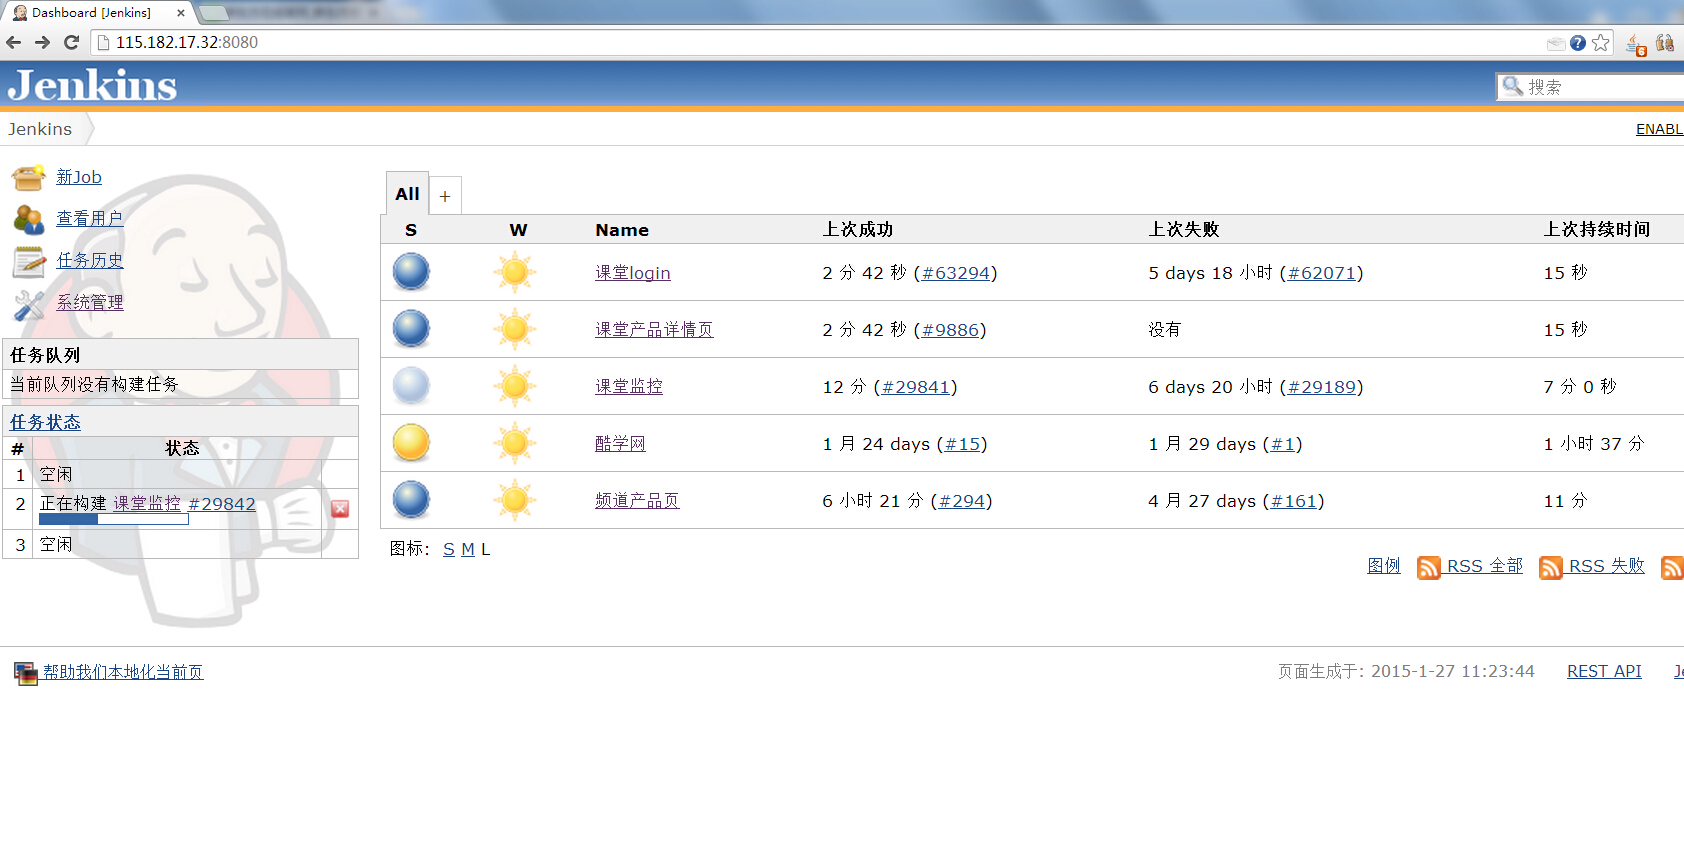 Dashboard [Jenkins]
115.182.17.32:8080
Jenkins
搜索
Jenkins
ENABL
新Job
查看用户
任务历史
系统管理
任务队列
当前队列没有构建任务
任务状态
# 状态
1 空闲
2 正在构建 课堂监控 #29842
3 空闲
All +
S W Name 上次成功 上次失败 上次持续时间
课堂login 2 分 42 秒 (#63294) 5 days 18 小时 (#62071) 15 秒
课堂产品详情页 2 分 42 秒 (#9886) 没有 15 秒
课堂监控 12 分 (#29841) 6 days 20 小时 (#29189) 7 分 0 秒
酷学网 1 月 24 days (#15) 1 月 29 days (#1) 1 小时 37 分
频道产品页 6 小时 21 分 (#294) 4 月 27 days (#161) 11 分
图标: S M L
图例 RSS 全部 RSS 失败
帮助我们本地化当前页
页面生成于: 2015-1-27 11:23:44 REST API Je